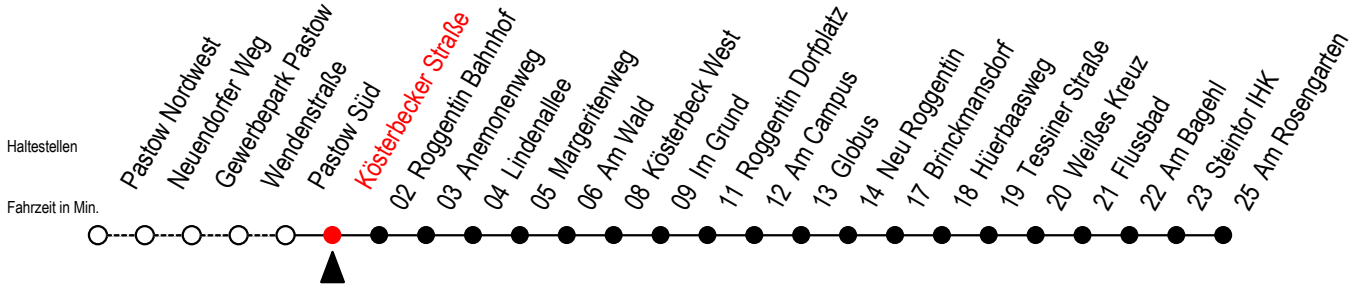 Haltestellen
Pastow Nordwest
Neuendorfer Weg
Gewerbepark Pastow
Wendenstraße
Pastow Süd
Kösterbecker Straße
02 Roggentin Bahnhof
03 Anemonenweg
04 Lindenallee
05 Margeritenweg
06 Am Wald
08 Kösterbeck West
09 Im Grund
11 Roggentin Dorfplatz
12 Am Campus
13 Globus
14 Neu Roggentin
17 Brinckmansdorf
18 Hüerbaasweg
19 Tessiner Straße
20 Weißes Kreuz
21 Flussbad
22 Am Bagehl
23 Steintor IHK
25 Am Rosengarten
Fahrzeit in Min.